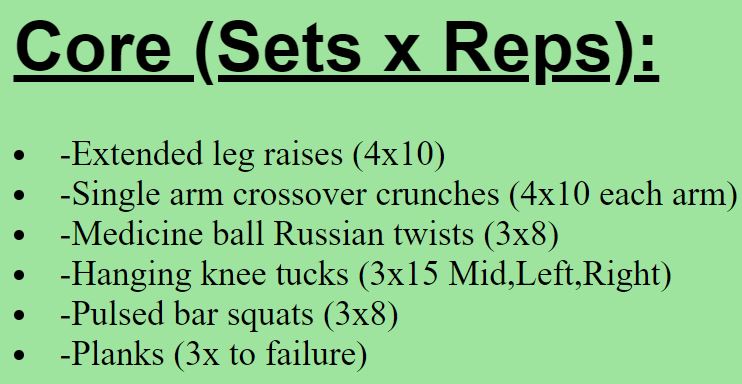 Core (Sets x Reps):
• -Extended leg raises (4x10)
• -Single arm crossover crunches (4x10 each arm)
• -Medicine ball Russian twists (3x8)
• -Hanging knee tucks (3x15 Mid,Left,Right)
• -Pulsed bar squats (3x8)
• -Planks (3x to failure)